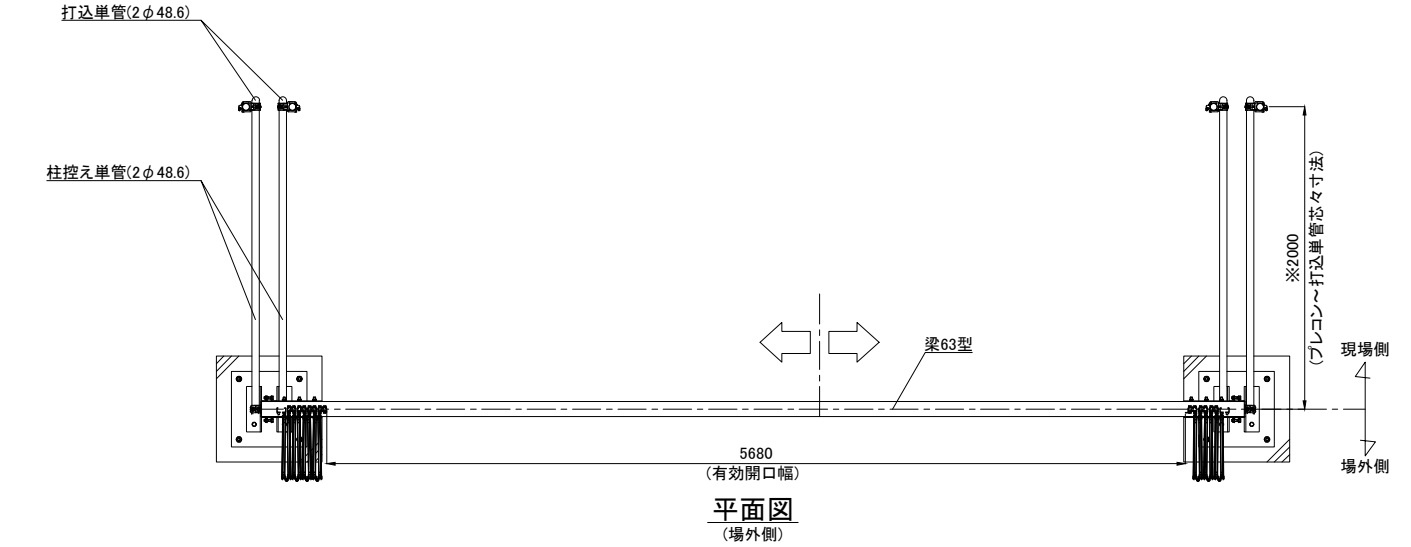 打込単管(2φ48.6)
柱控え単管(2φ48.6)
※2000
(プレコン～打込単管芯々寸法)
梁63型
現場側
場外側
5680
(有効開口幅)
平面図
(場外側)